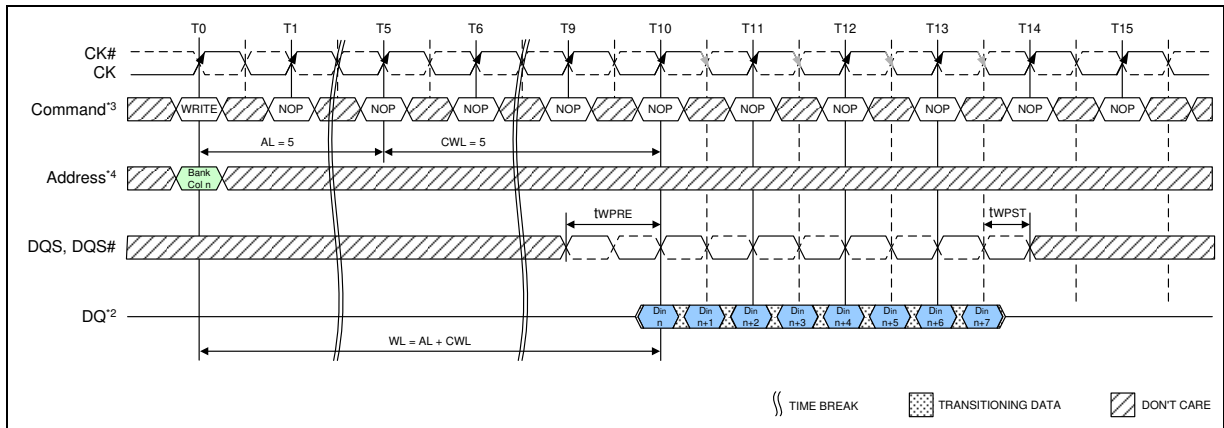 T0 T1 T5 T6 T9 T10 T11 T12 T13 T14 T15
CK#
CK
Command*3 WRITE NOP NOP NOP NOP NOP NOP NOP NOP NOP NOP
AL = 5 CWL = 5
Address*4 Bank
Col n
tWPRE tWPST
DQS, DQS#
DQ*2 Din Din Din Din Din Din Din Din
n n+1 n+2 n+3 n+4 n+5 n+6 n+7
WL = AL + CWL
TIME BREAK TRANSITIONING DATA DON'T CARE